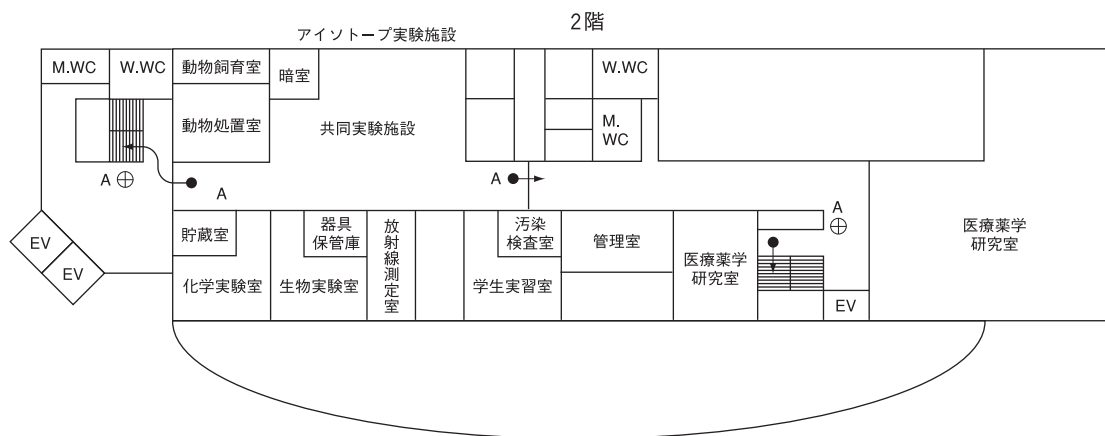 2階
アイソトープ実験施設
M.WC
W.WC
動物飼育室
暗室
W.WC
動物処置室
共同実験施設
M.
WC
A
A
A
A
貯蔵室
器具
保管庫
放射線測定室
汚染
検査室
管理室
医療薬学
研究室
医療薬学
研究室
EV
EV
化学実験室
生物実験室
学生実習室
EV